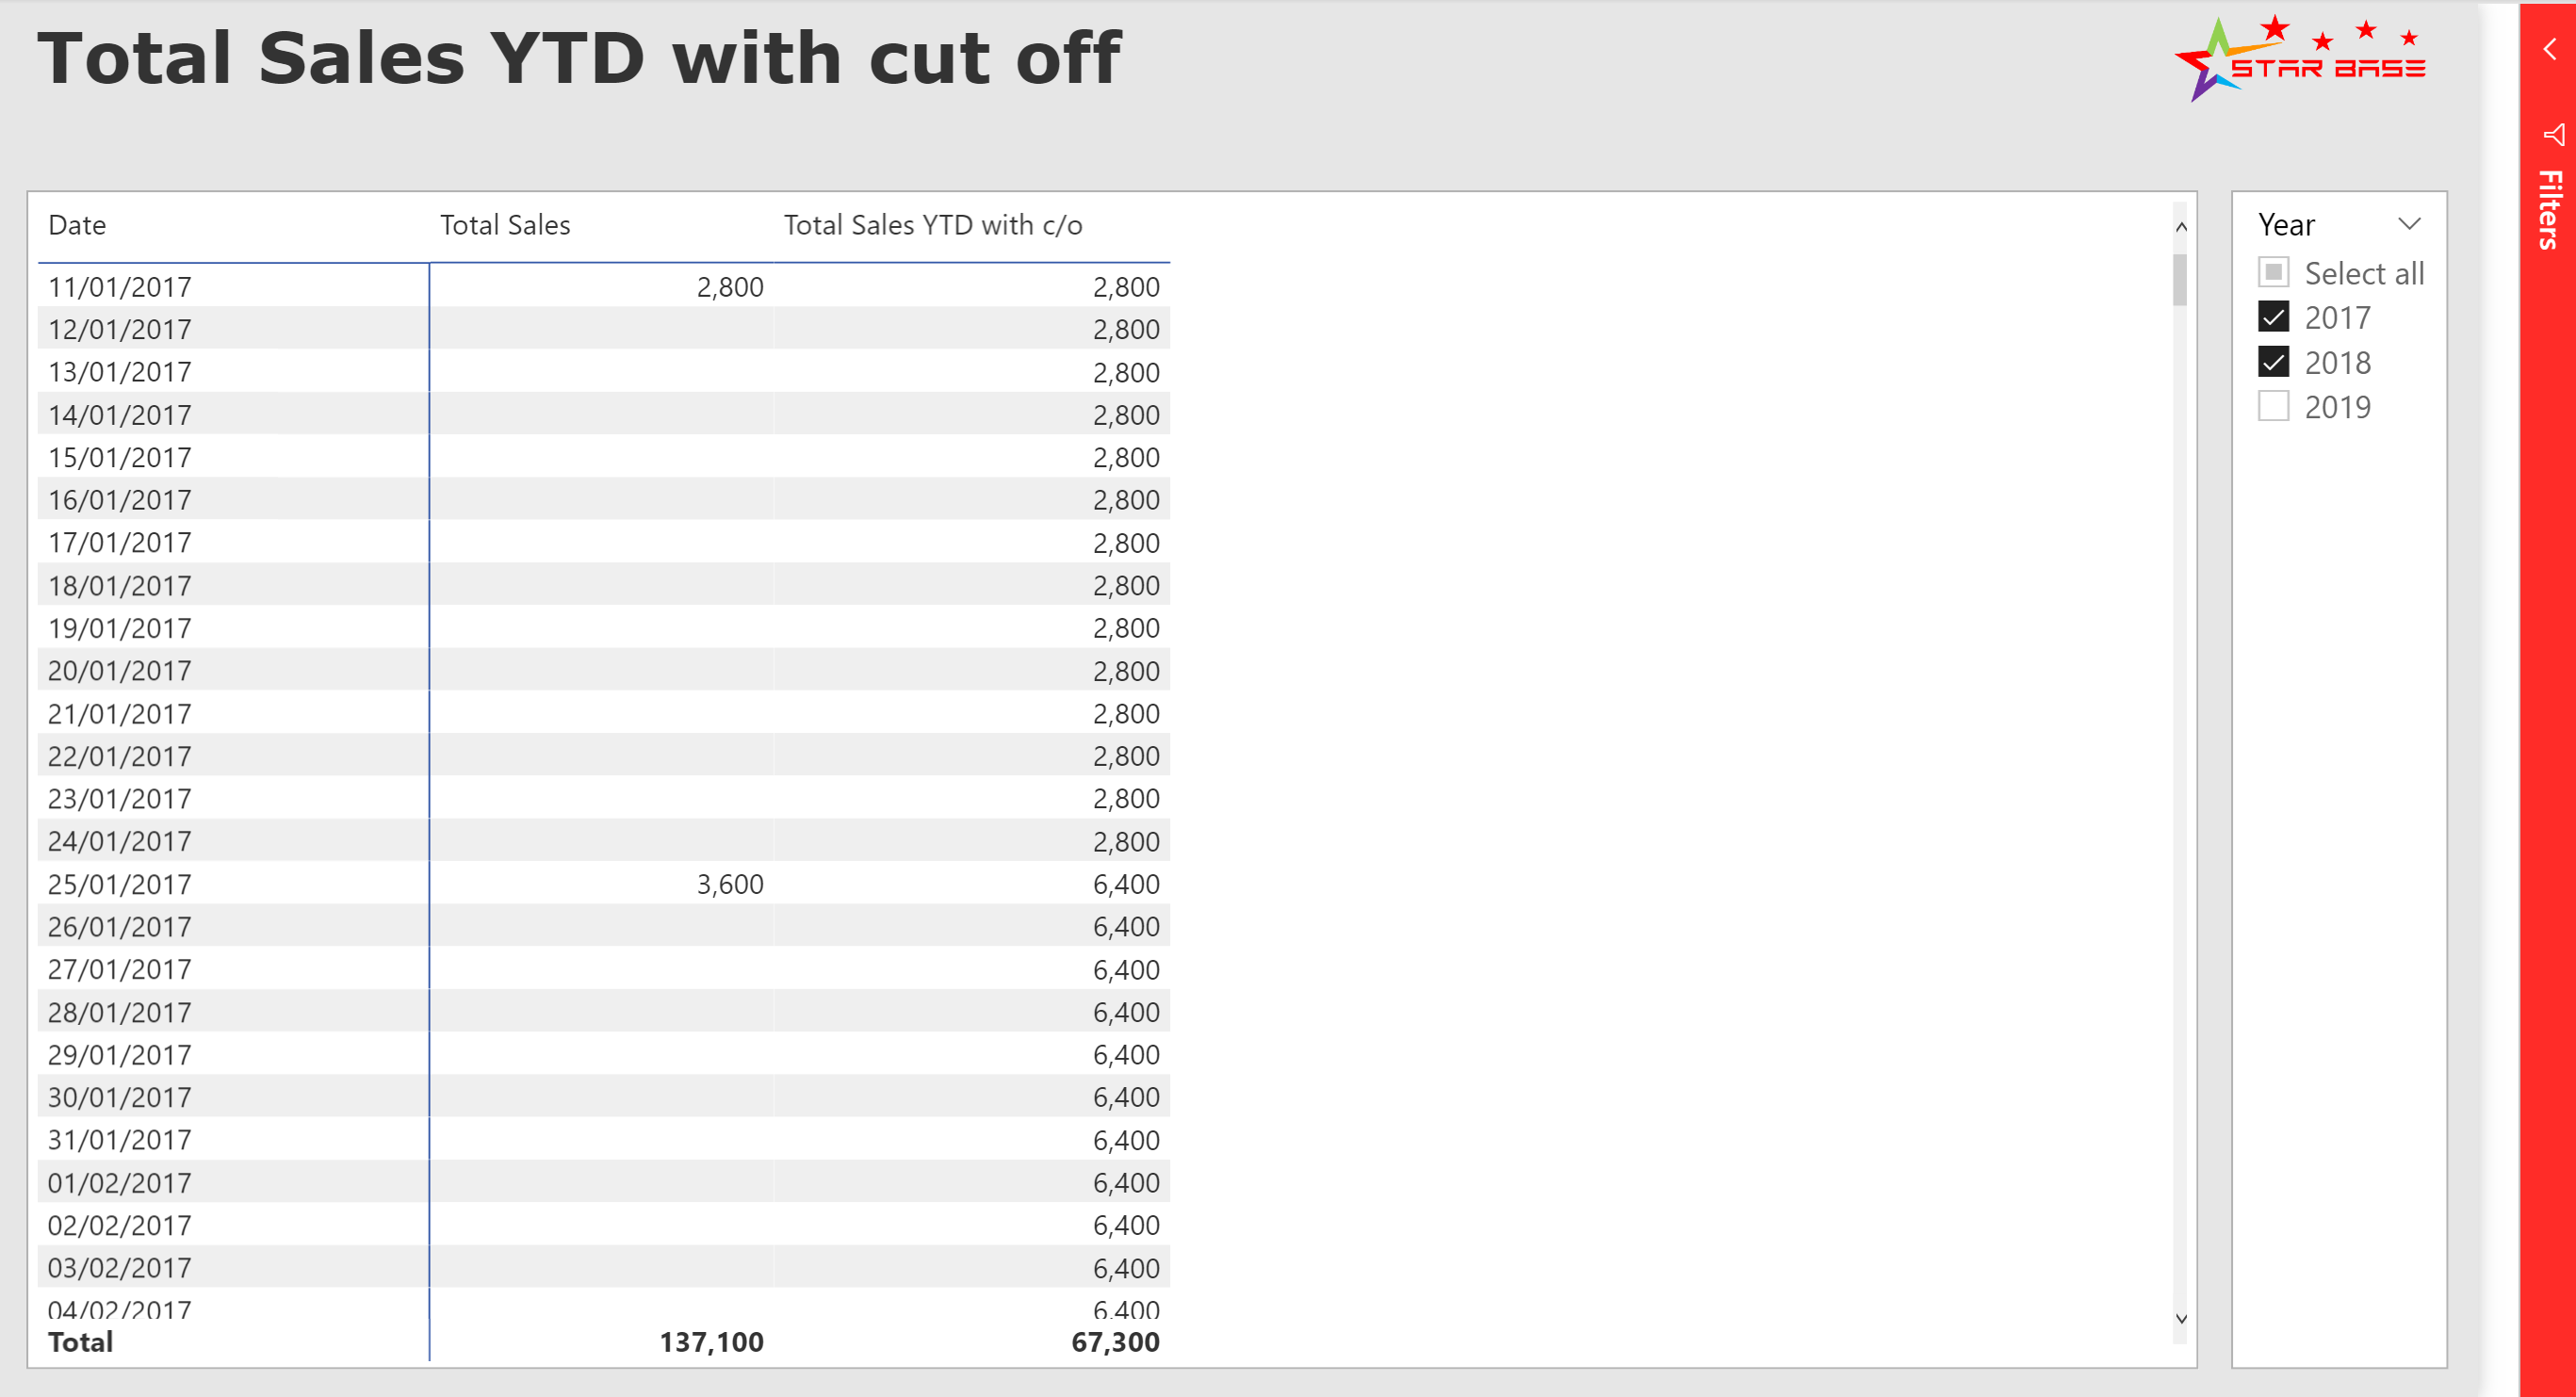 Total Sales YTD with cut off
STAR BASE
Filters
Date Total Sales Total Sales YTD with c/o
11/01/2017 2,800 2,800
12/01/2017 2,800
13/01/2017 2,800
14/01/2017 2,800
15/01/2017 2,800
16/01/2017 2,800
17/01/2017 2,800
18/01/2017 2,800
19/01/2017 2,800
20/01/2017 2,800
21/01/2017 2,800
22/01/2017 2,800
23/01/2017 2,800
24/01/2017 2,800
25/01/2017 3,600 6,400
26/01/2017 6,400
27/01/2017 6,400
28/01/2017 6,400
29/01/2017 6,400
30/01/2017 6,400
31/01/2017 6,400
01/02/2017 6,400
02/02/2017 6,400
03/02/2017 6,400
04/02/2017 6,400
Total 137,100 67,300
Year
Select all
2017
2018
2019